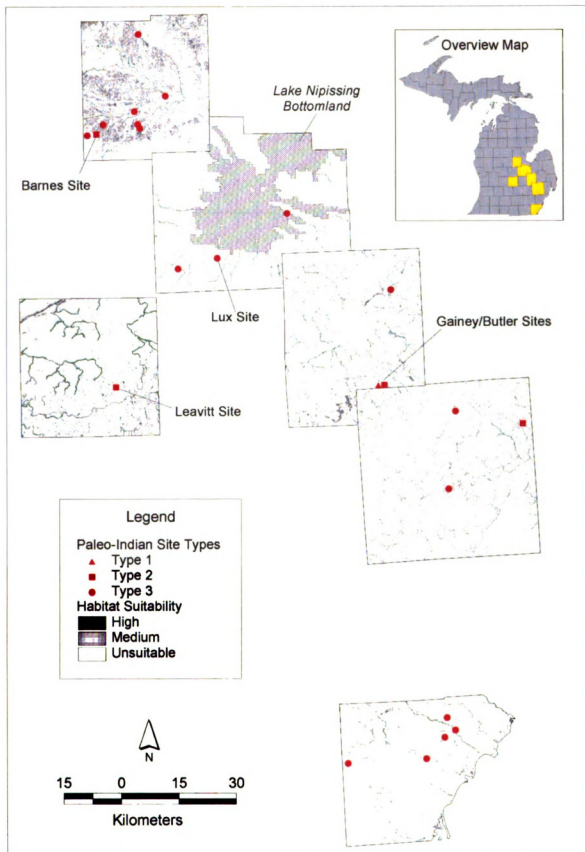 Overview Map
Lake Nipissing
Bottomland
Barnes Site
Lux Site
Gainey/Butler Sites
Leavitt Site
Legend
Paleo-Indian Site Types
Type 1
Type 2
Type 3
Habitat Suitability
High
Medium
Unsuitable
N
15 0 15 30
Kilometers